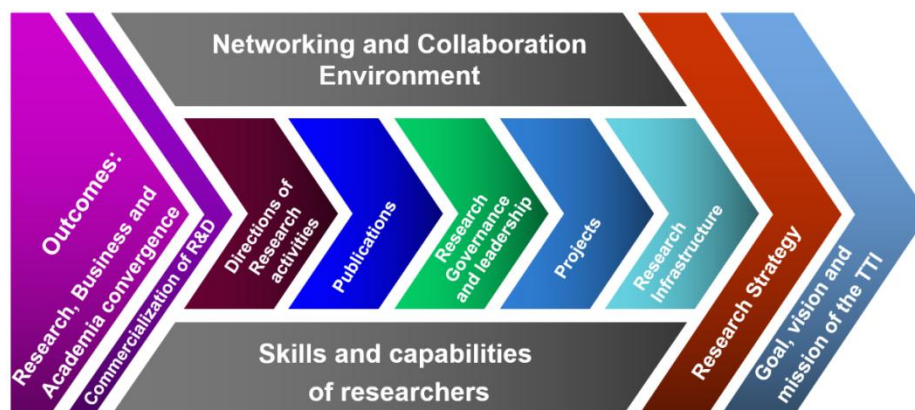 Networking and Collaboration
Environment
Outcomes:
Research, Business and
Academia convergence
Commercialization of R&D
Directions of
Research
activities
Publications
Research
Governance
and leadership
Projects
Research
Infrastructure
Research Strategy
Goal, vision and
mission of the TTI
Skills and capabilities
of researchers